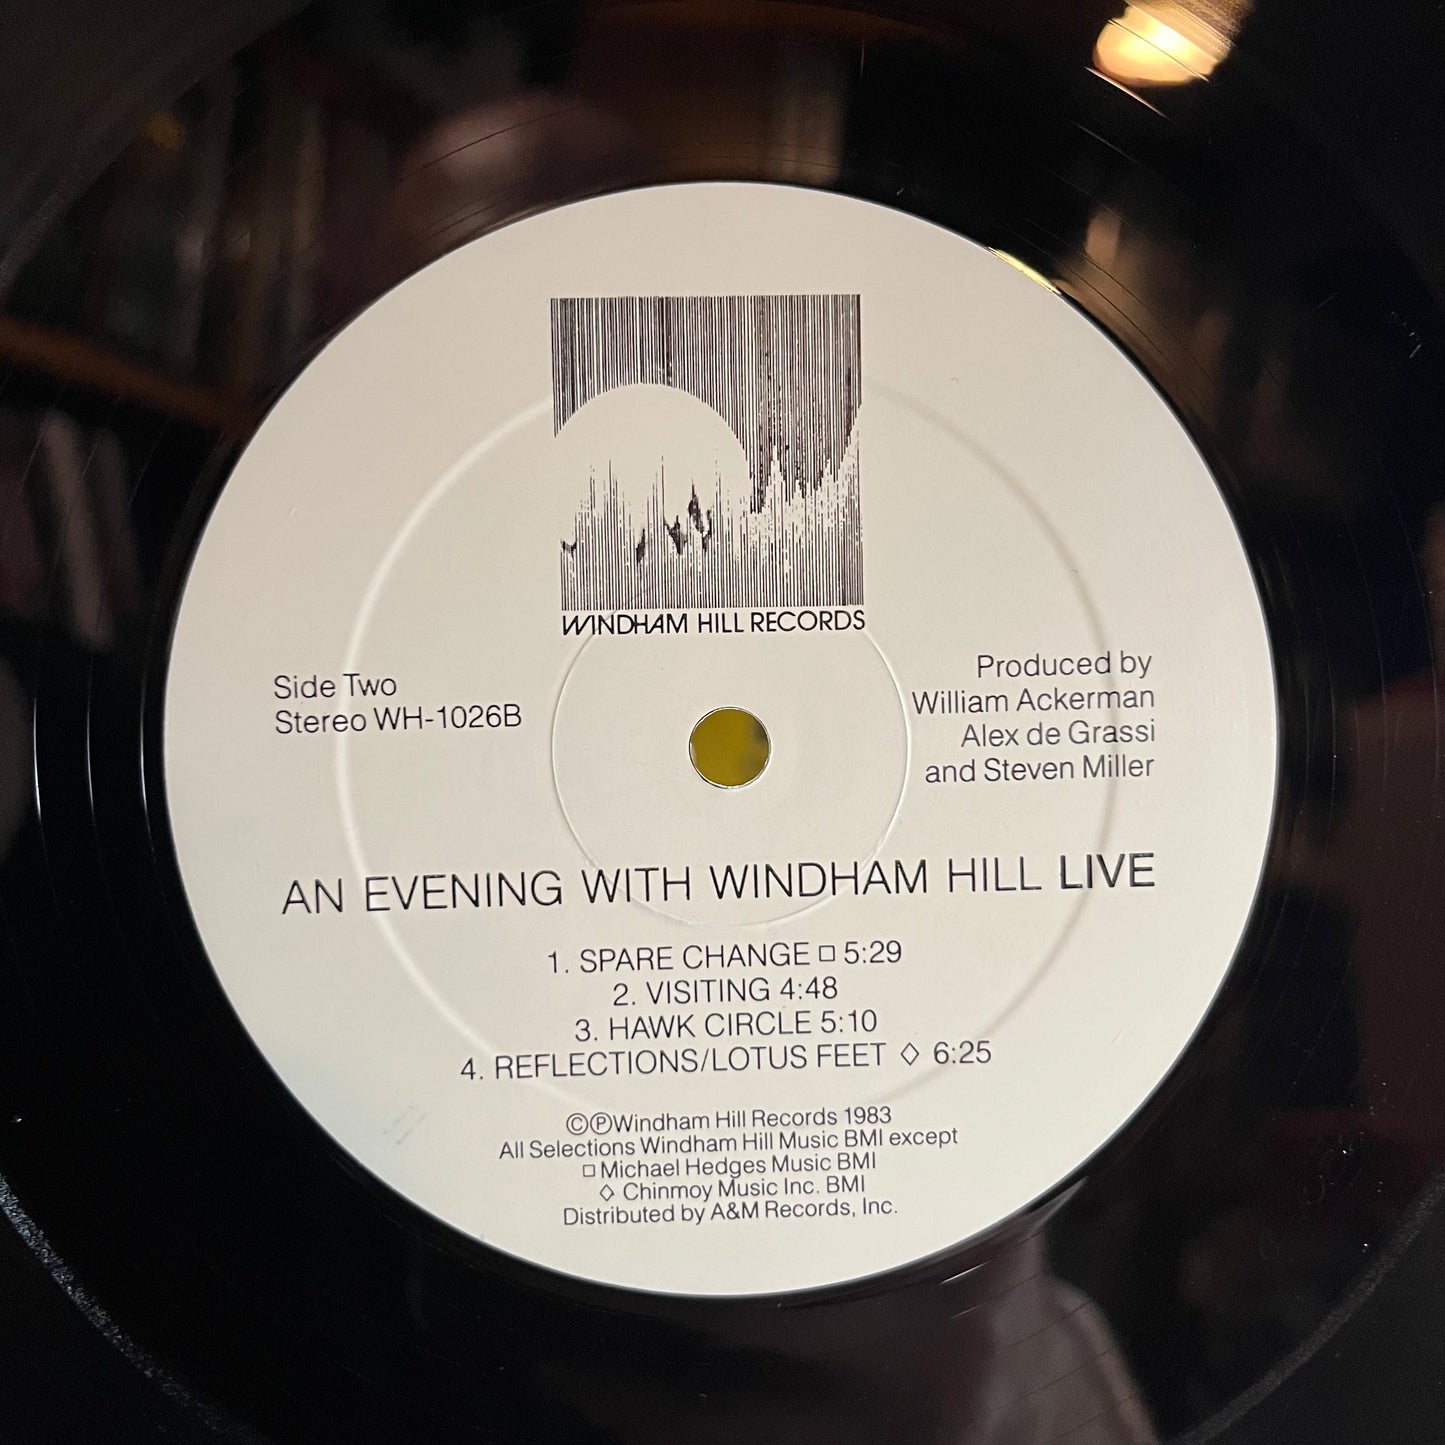 WINDHAM HILL RECORDS
Side Two
Stereo WH-1026B
Produced by
William Ackerman
Alex de Grassi
and Steven Miller
AN EVENING WITH WINDHAM HILL LIVE
1. SPARE CHANGE □ 5:29
2. VISITING 4:48
3. HAWK CIRCLE 5:10
4. REFLECTIONS/LOTUS FEET ◇ 6:25
©℗Windham Hill Records 1983
All Selections Windham Hill Music BMI except
□ Michael Hedges Music BMI
◇ Chinmoy Music Inc. BMI
Distributed by A&M Records, Inc.